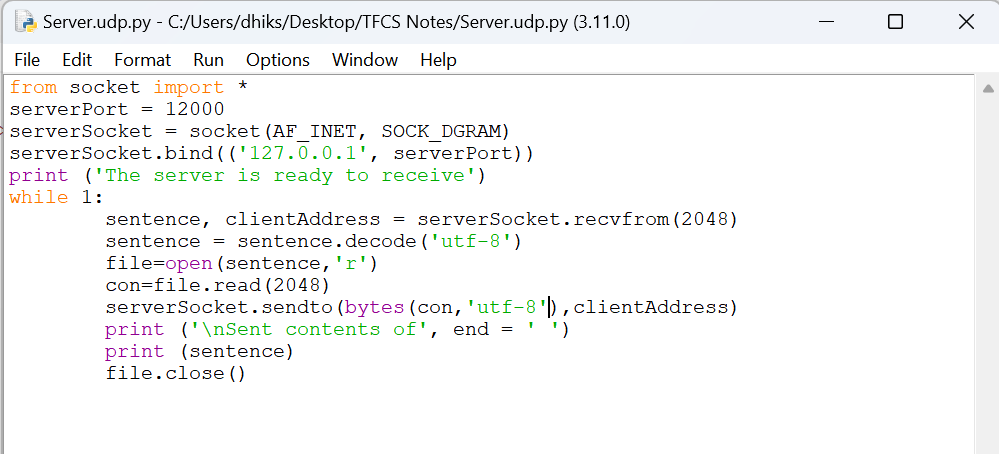 Server.udp.py - C:/Users/dhiks/Desktop/TFCS Notes/Server.udp.py (3.11.0)
File Edit Format Run Options Window Help
from socket import *
serverPort = 12000
serverSocket = socket(AF_INET, SOCK_DGRAM)
serverSocket.bind(('127.0.0.1', serverPort))
print ('The server is ready to receive')
while 1:
        sentence, clientAddress = serverSocket.recvfrom(2048)
        sentence = sentence.decode('utf-8')
        file=open(sentence,'r')
        con=file.read(2048)
        serverSocket.sendto(bytes(con,'utf-8'),clientAddress)
        print ('\nSent contents of', end = ' ')
        print (sentence)
        file.close()